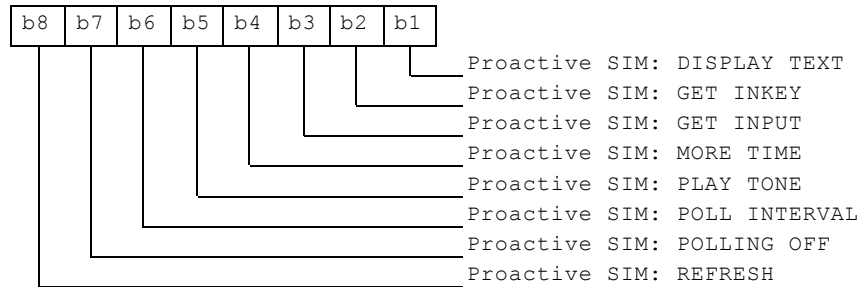 b8 b7 b6 b5 b4 b3 b2 b1
Proactive SIM: DISPLAY TEXT
Proactive SIM: GET INKEY
Proactive SIM: GET INPUT
Proactive SIM: MORE TIME
Proactive SIM: PLAY TONE
Proactive SIM: POLL INTERVAL
Proactive SIM: POLLING OFF
Proactive SIM: REFRESH